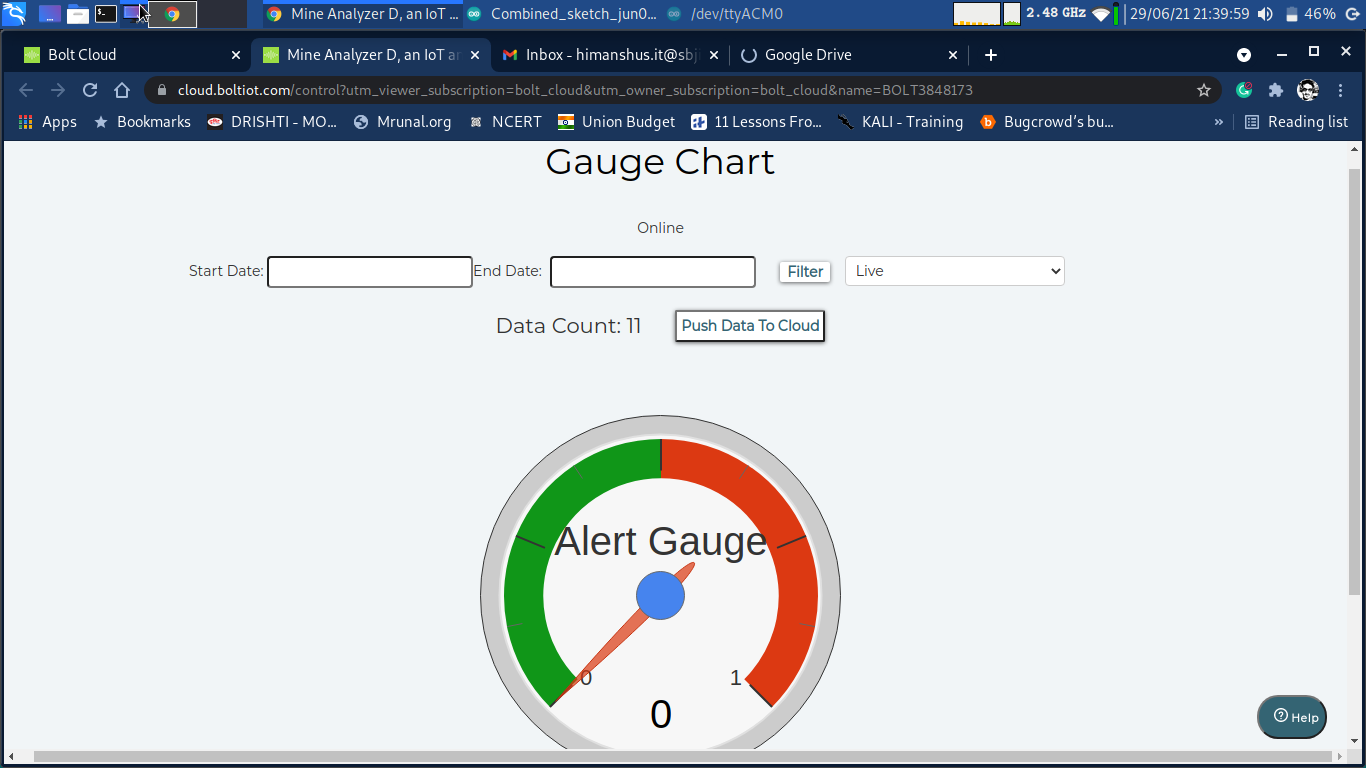 Mine Analyzer D, an IoT ... Combined_sketch_jun0... /dev/ttyACM0 2.48 GHz 29/06/21 21:39:59 46%
Bolt Cloud Mine Analyzer D, an IoT an Inbox - himanshus.it@sbj Google Drive
cloud.boltiot.com/control?utm_viewer_subscription=bolt_cloud&utm_owner_subscription=bolt_cloud&name=BOLT3848173
Apps Bookmarks DRISHTI - MO... Mrunal.org NCERT Union Budget 11 Lessons Fro... KALI - Training Bugcrowd’s bu... » Reading list
Gauge Chart
Online
Start Date: End Date: Filter Live
Data Count: 11 Push Data To Cloud
Alert Gauge
0 1
0
Help